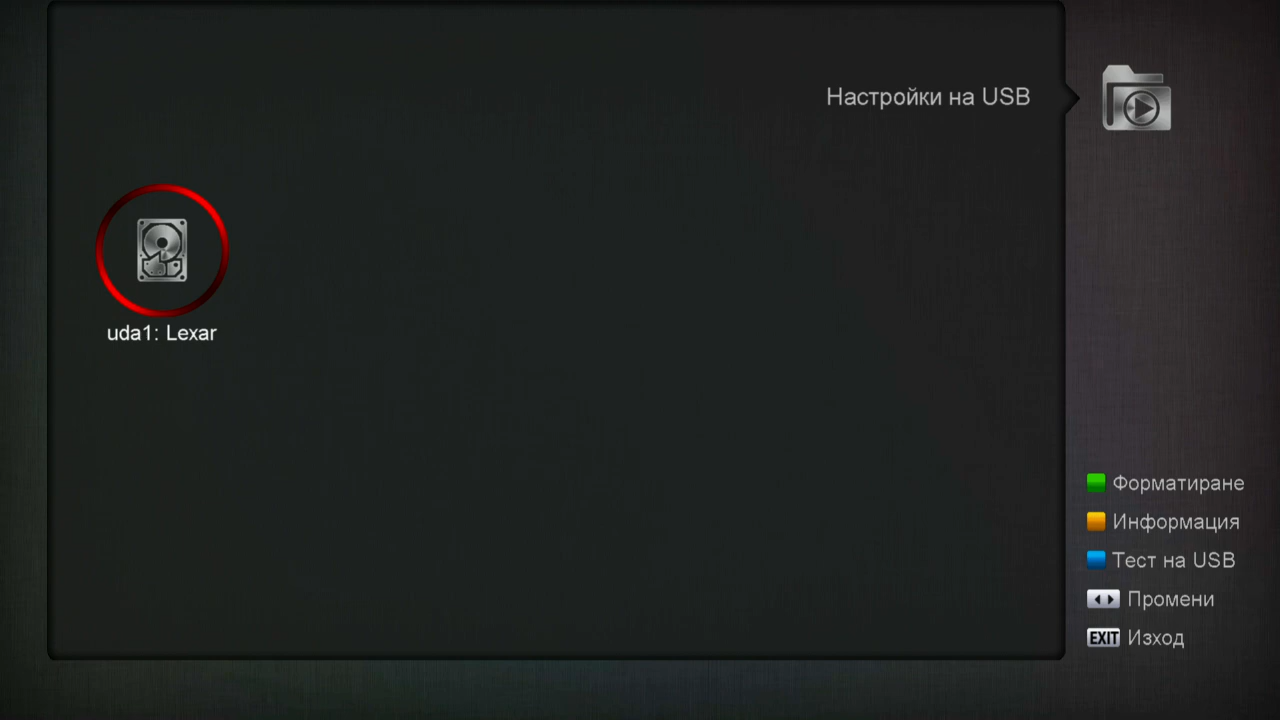 Настройки на USB
uda1: Lexar
Форматиране
Информация
Тест на USB
Промени
EXIT Изход